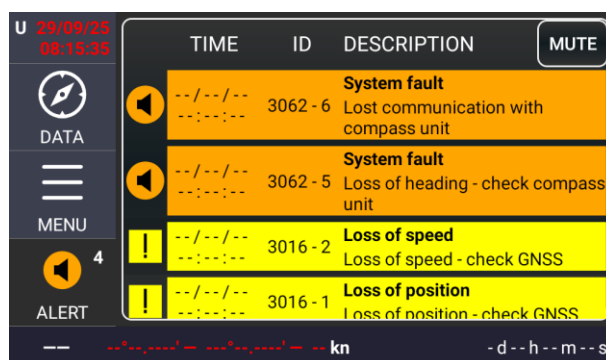 U 29/09/25
08:15:35
TIME ID DESCRIPTION MUTE
DATA
MENU
4
ALERT
--/--/--
--:--:--
3062 - 6
System fault
Lost communication with
compass unit
--/--/--
--:--:--
3062 - 5
System fault
Loss of heading - check compass
unit
!
--/--/--
--:--:--
3016 - 2
Loss of speed
Loss of speed - check GNSS
!
--/--/--
--:--:--
3016 - 1
Loss of position
Loss of position - check GNSS
-- --°--,----'— ---°--,----'— -- kn -d--h--m--s